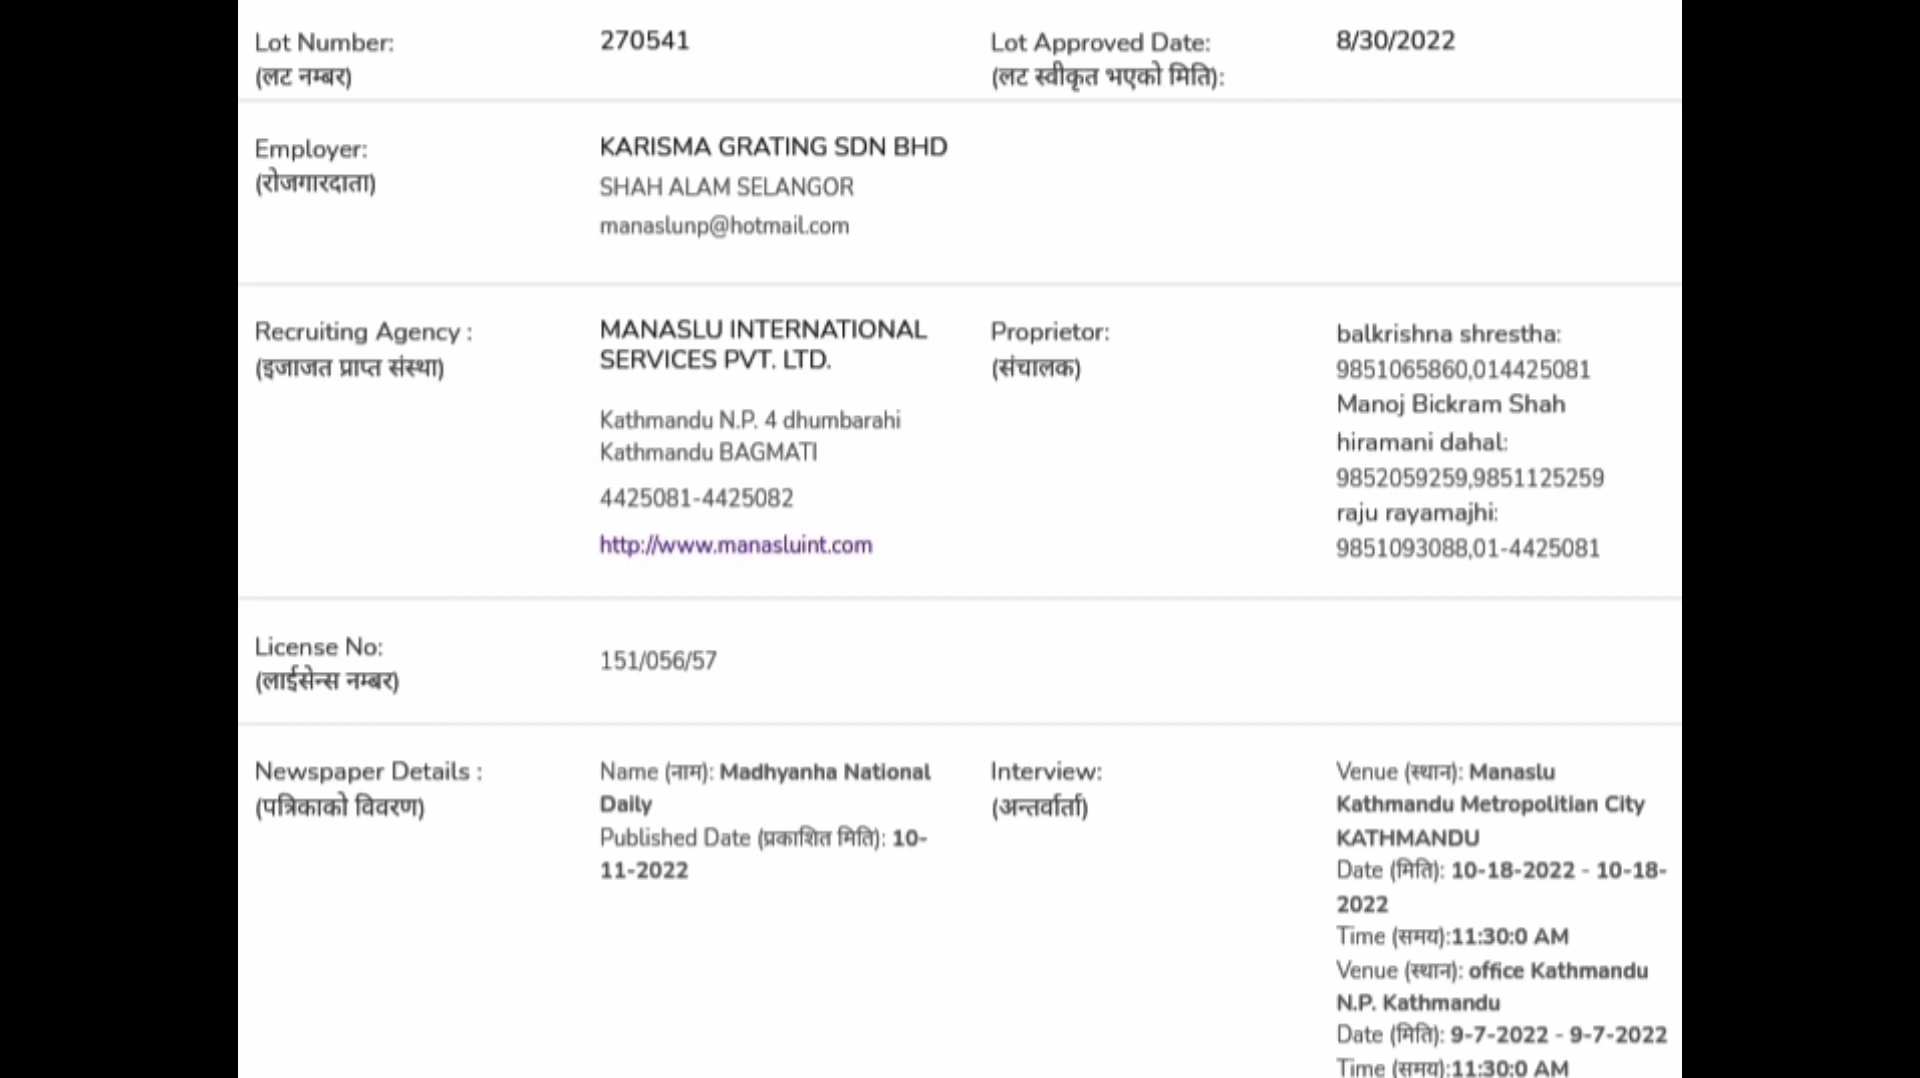 Lot Number: 270541 Lot Approved Date: 8/30/2022
(लट नम्बर) (लट स्वीकृत भएको मिति):
Employer: KARISMA GRATING SDN BHD
(रोजगारदाता) SHAH ALAM SELANGOR
manaslunp@hotmail.com
Recruiting Agency :
(इजाजत प्राप्त संस्था)
MANASLU INTERNATIONAL
SERVICES PVT. LTD.
Kathmandu N.P. 4 dhumbarahi
Kathmandu BAGMATI
4425081-4425082
http://www.manasluint.com
Proprietor:
(संचालक)
balkrishna shrestha:
9851065860,014425081
Manoj Bickram Shah
hiramani dahal:
9852059259,9851125259
raju rayamajhi:
9851093088,01-4425081
License No:
(लाईसेन्स नम्बर)
151/056/57
Newspaper Details :
(पत्रिकाको विवरण)
Name (नाम): Madhyanha National
Daily
Published Date (प्रकाशित मिति): 10-
11-2022
Interview:
(अन्तर्वार्ता)
Venue (स्थान): Manaslu
Kathmandu Metropolitian City
KATHMANDU
Date (मिति): 10-18-2022 - 10-18-
2022
Time (समय):11:30:0 AM
Venue (स्थान): office Kathmandu
N.P. Kathmandu
Date (मिति): 9-7-2022 - 9-7-2022
Time (समय):11:30:0 AM